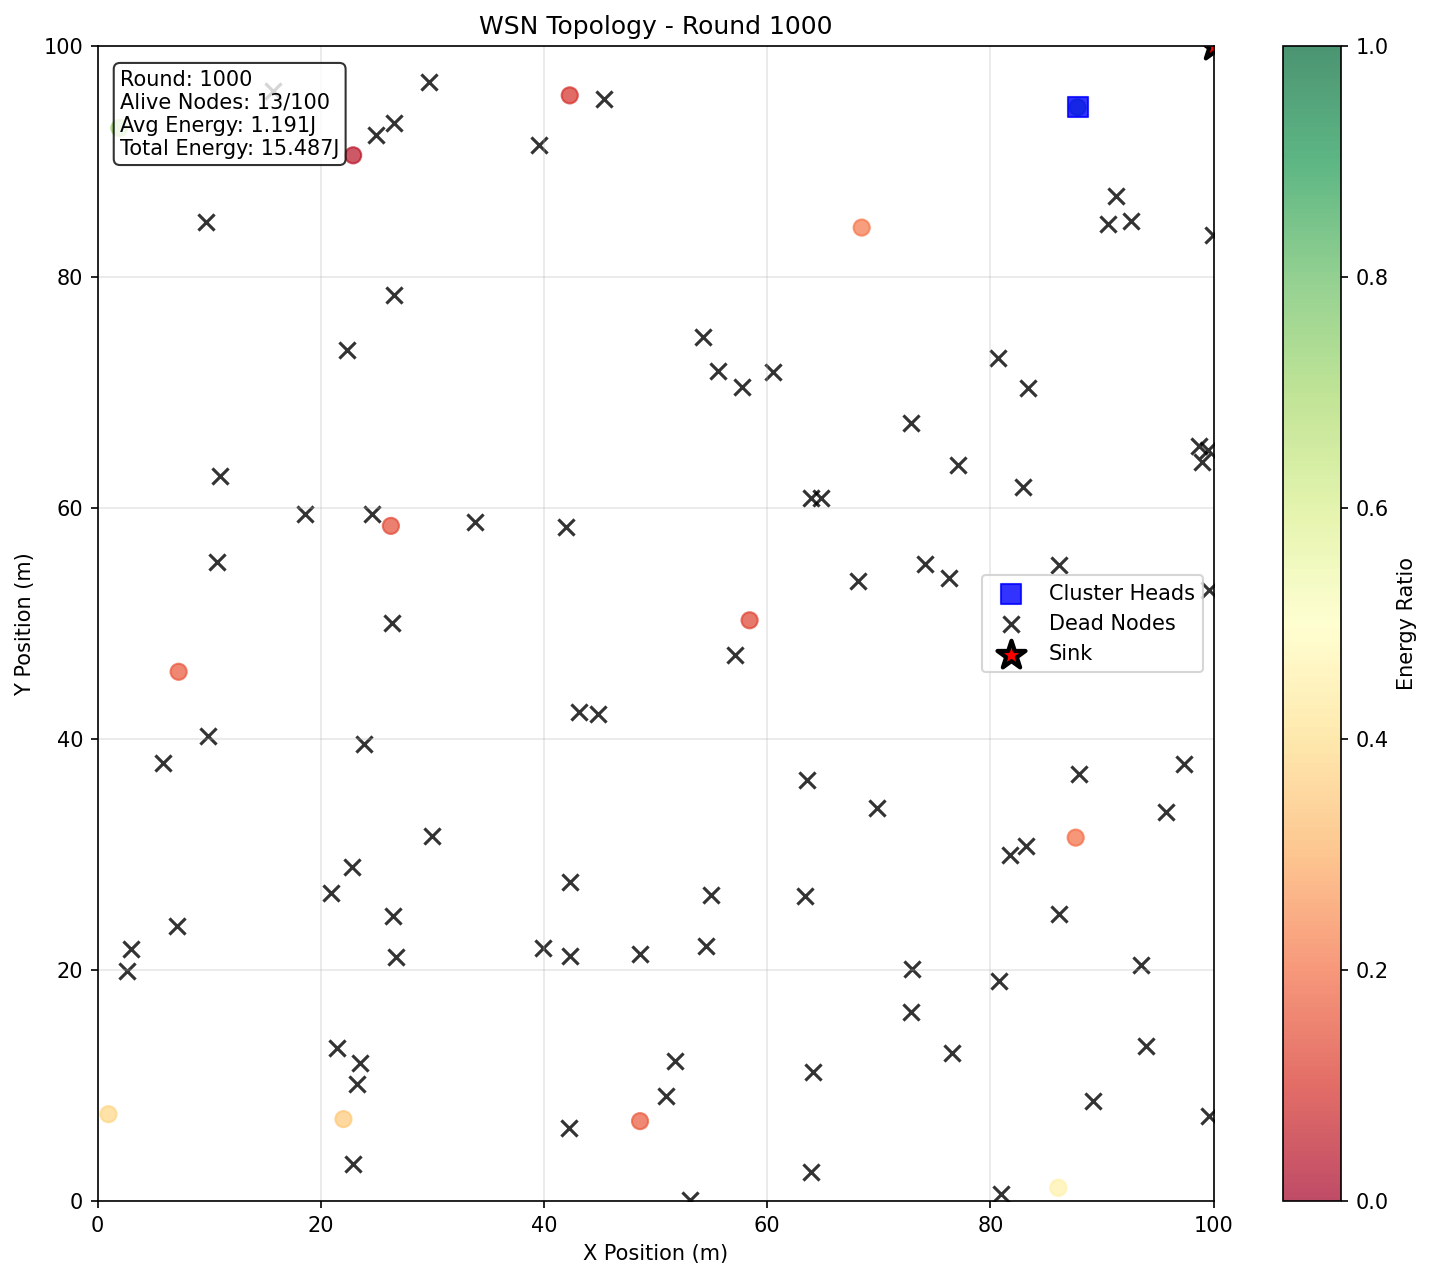 WSN Topology - Round 1000
Round: 1000
Alive Nodes: 13/100
Avg Energy: 1.191J
Total Energy: 15.487J
100
80
60
40
20
0
Y Position (m)
Cluster Heads
Dead Nodes
Sink
0
20
40
60
80
100
X Position (m)
1.0
0.8
0.6
0.4
0.2
0.0
Energy Ratio